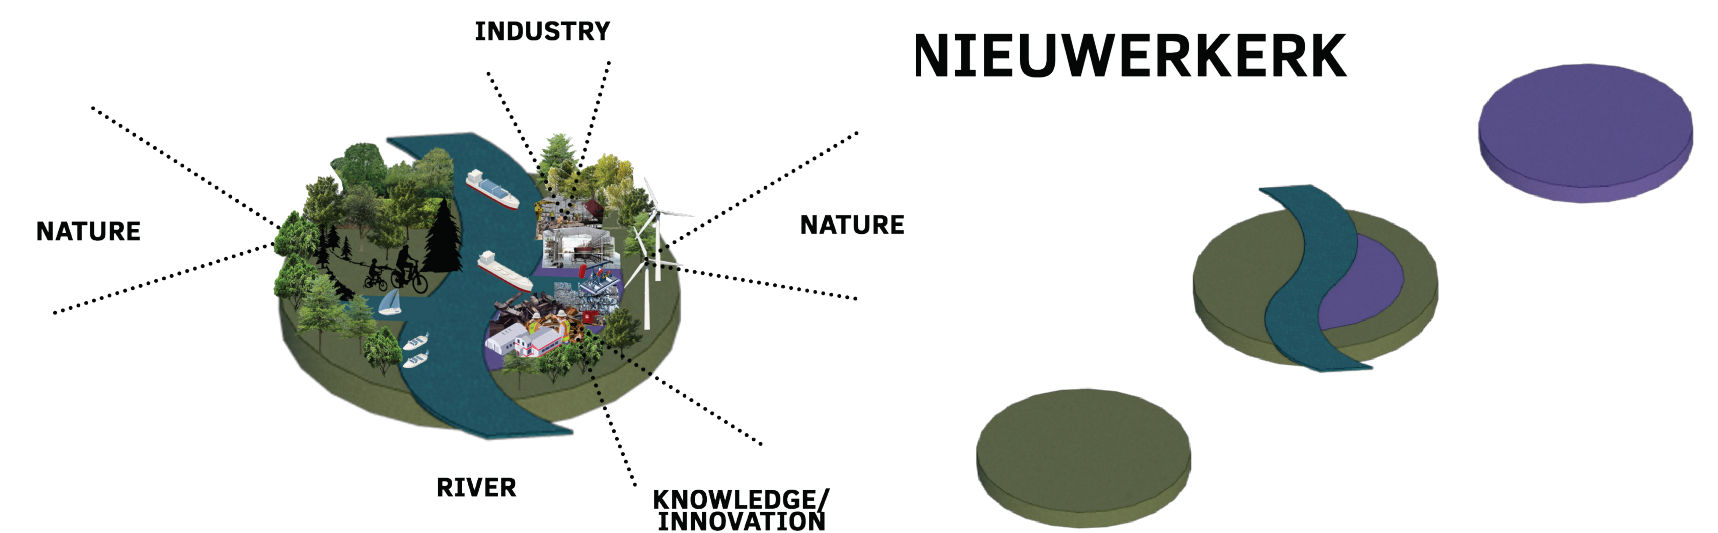 INDUSTRY
NIEUWERKERK
NATURE
NATURE
RIVER
KNOWLEDGE/
INNOVATION